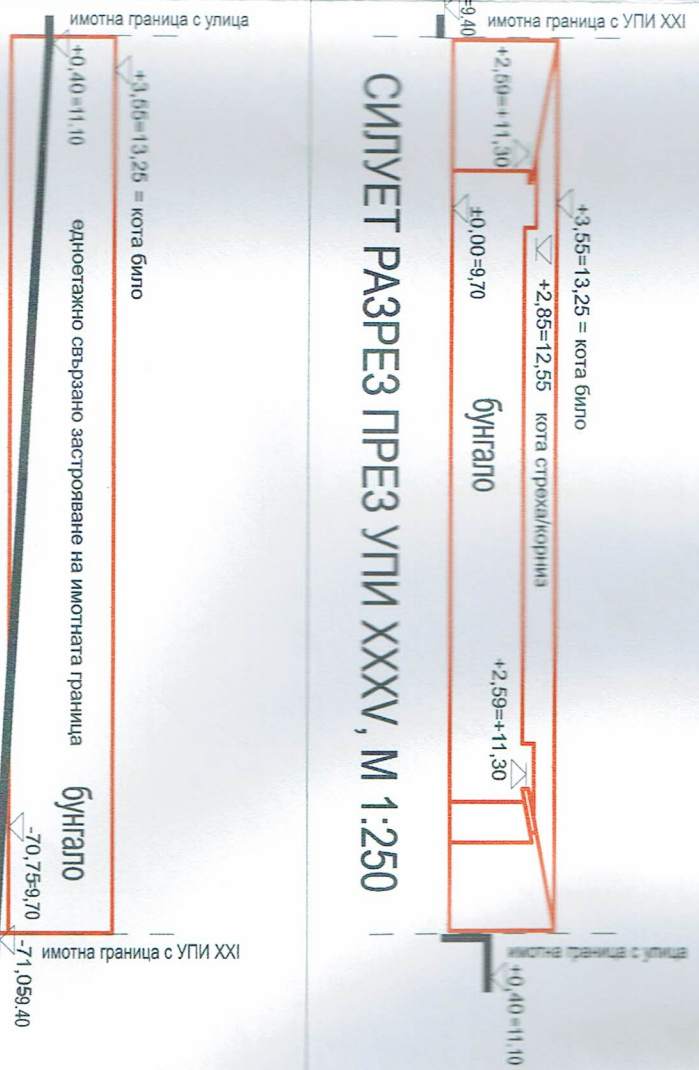 имотна граница с УПИ XXI
=9,40
+2,59=+11,30
+3,55=13,25 = кота било
±0,00=9,70
+2,85=12,55 кота стреха/корниз
бунгало
+2,59=+11,30
имотна граница с улица
+0,40=11.10
СИЛУЕТ РАЗРЕЗ ПРЕЗ УПИ XXXV, М 1:250
имотна граница с улица
+0,40=11.10
+3,55=13,25 = кота било
едноетажно свързано застрояване на имотната граница
бунгало
-70,75=9,70
имотна граница с УПИ XXI
-71,059.40